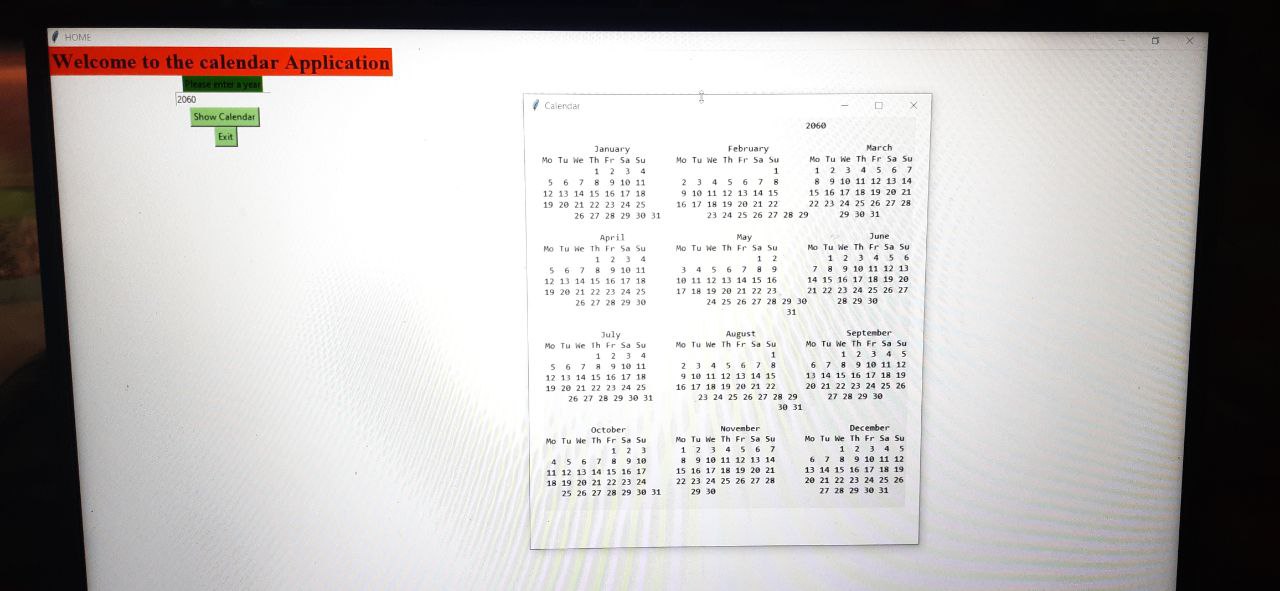 HOME
Welcome to the calendar Application
Please enter a year
2060
Show Calendar
Exit
Calendar
2060
January February March
Mo Tu We Th Fr Sa Su Mo Tu We Th Fr Sa Su Mo Tu We Th Fr Sa Su
1 2 3 4 1 1 2 3 4 5 6 7
5 6 7 8 9 10 11 2 3 4 5 6 7 8 8 9 10 11 12 13 14
12 13 14 15 16 17 18 9 10 11 12 13 14 15 15 16 17 18 19 20 21
19 20 21 22 23 24 25 16 17 18 19 20 21 22 22 23 24 25 26 27 28
26 27 28 29 30 31 23 24 25 26 27 28 29 29 30 31
April May June
Mo Tu We Th Fr Sa Su Mo Tu We Th Fr Sa Su Mo Tu We Th Fr Sa Su
1 2 3 4 1 2 1 2 3 4 5 6
5 6 7 8 9 10 11 3 4 5 6 7 8 9 7 8 9 10 11 12 13
12 13 14 15 16 17 18 10 11 12 13 14 15 16 14 15 16 17 18 19 20
19 20 21 22 23 24 25 17 18 19 20 21 22 23 21 22 23 24 25 26 27
26 27 28 29 30 24 25 26 27 28 29 30 28 29 30
31
July August September
Mo Tu We Th Fr Sa Su Mo Tu We Th Fr Sa Su Mo Tu We Th Fr Sa Su
1 2 3 4 1 1 2 3 4 5
5 6 7 8 9 10 11 2 3 4 5 6 7 8 6 7 8 9 10 11 12
12 13 14 15 16 17 18 9 10 11 12 13 14 15 13 14 15 16 17 18 19
19 20 21 22 23 24 25 16 17 18 19 20 21 22 20 21 22 23 24 25 26
26 27 28 29 30 31 23 24 25 26 27 28 29 27 28 29 30
30 31
October November December
Mo Tu We Th Fr Sa Su Mo Tu We Th Fr Sa Su Mo Tu We Th Fr Sa Su
1 2 3 1 2 3 4 5 6 7 1 2 3 4 5
4 5 6 7 8 9 10 8 9 10 11 12 13 14 6 7 8 9 10 11 12
11 12 13 14 15 16 17 15 16 17 18 19 20 21 13 14 15 16 17 18 19
18 19 20 21 22 23 24 22 23 24 25 26 27 28 20 21 22 23 24 25 26
25 26 27 28 29 30 31 29 30 27 28 29 30 31